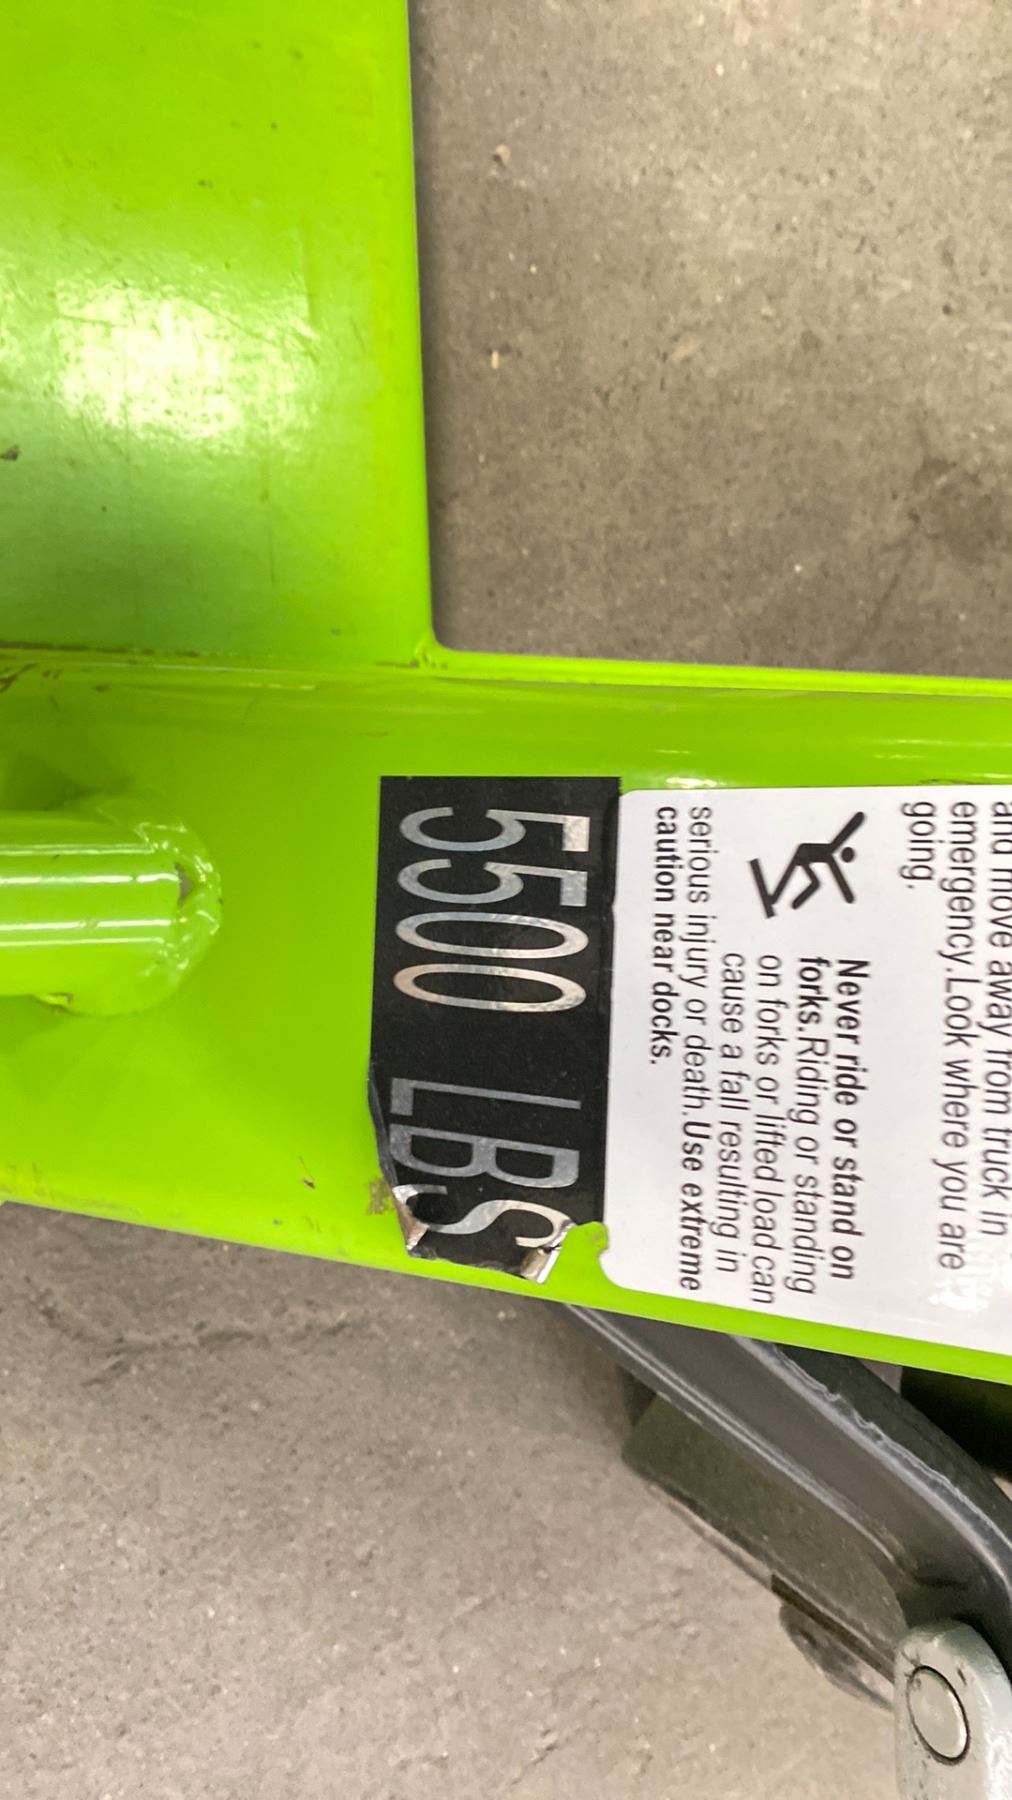 and move away from truck in
emergency.Look where you are
going.
Never ride or stand on
forks.Riding or standing
on forks or lifted load can
cause a fall resulting in
serious injury or death.Use extreme
caution near docks.
5500 LBS